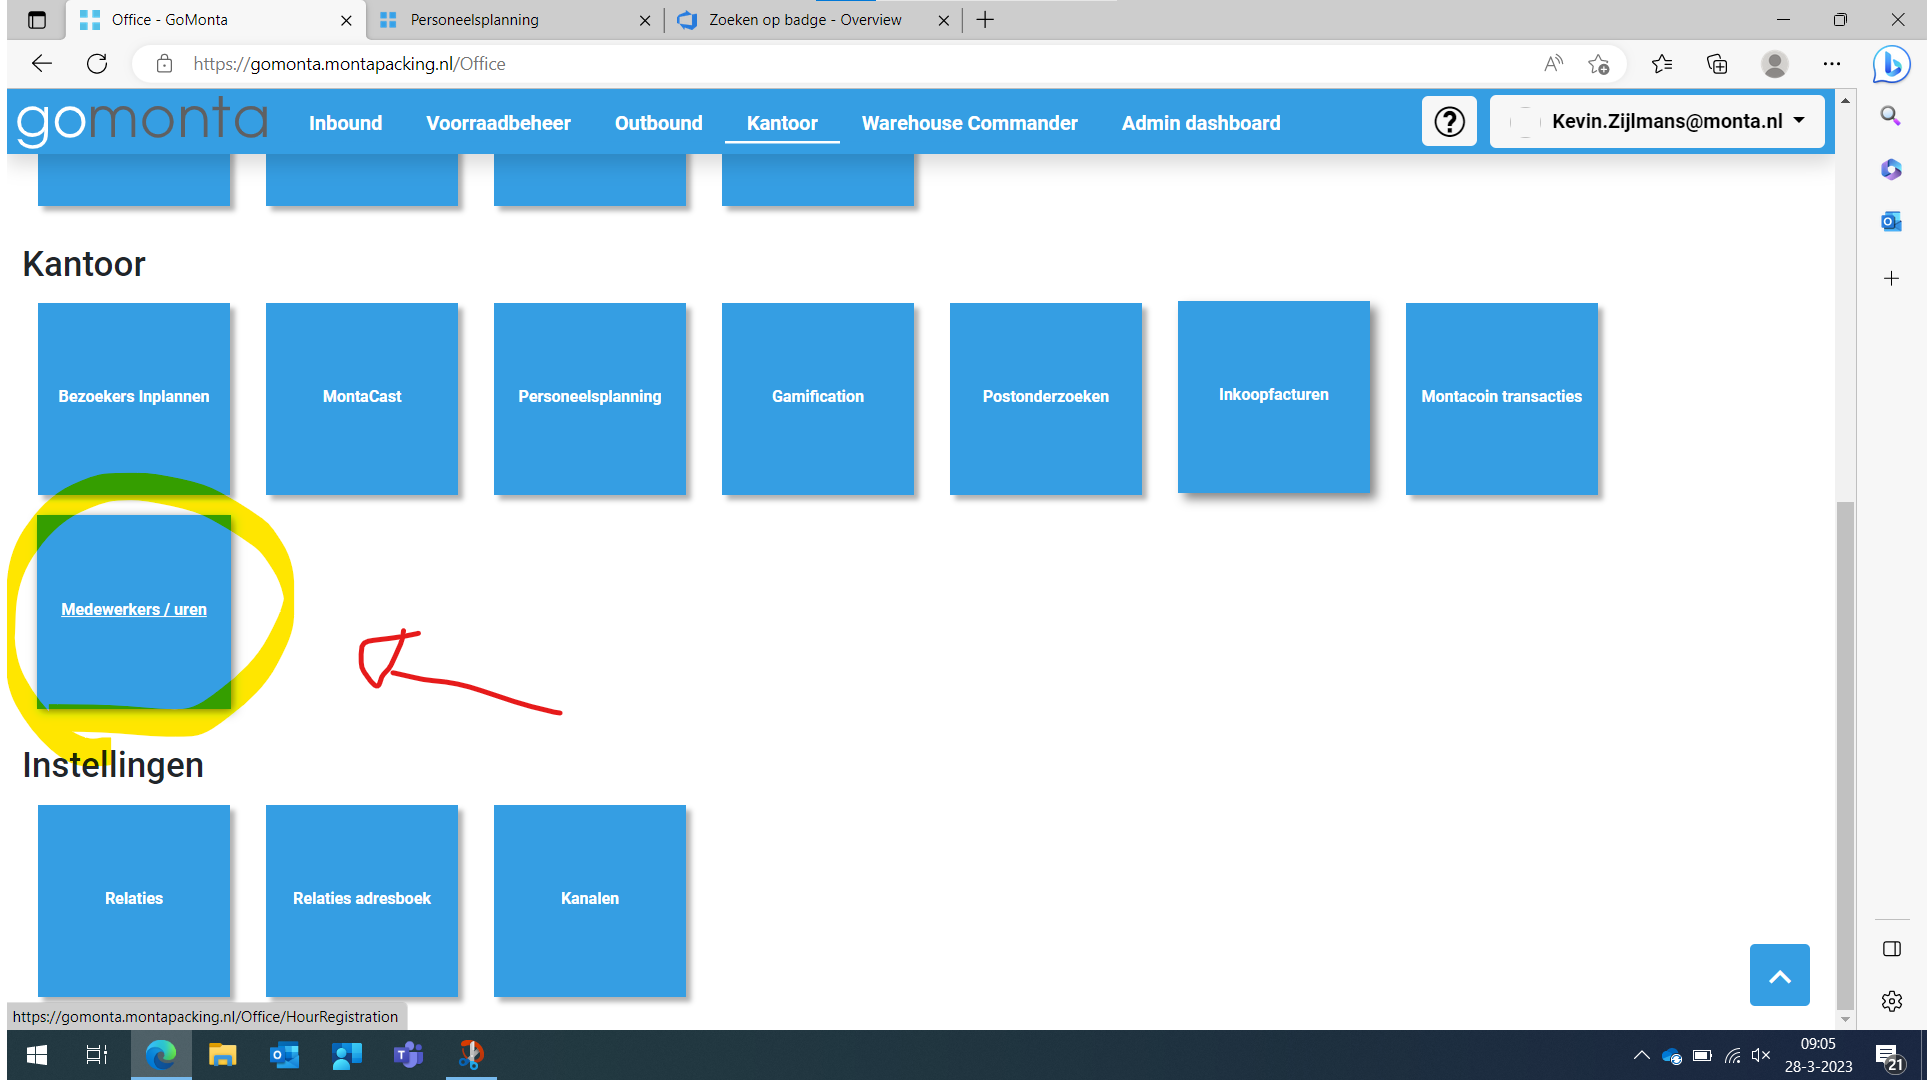 Office - GoMonta
Personeelsplanning
Zoeken op badge - Overview
https://gomonta.montapacking.nl/Office
gomonta
Inbound
Voorraadbeheer
Outbound
Kantoor
Warehouse Commander
Admin dashboard
Kevin.Zijlmans@monta.nl
Kantoor
Bezoekers Inplannen
MontaCast
Personeelsplanning
Gamification
Postonderzoeken
Inkoopfacturen
Montacoin transacties
Medewerkers / uren
Instellingen
Relaties
Relaties adresboek
Kanalen
https://gomonta.montapacking.nl/Office/HourRegistration
09:05
28-3-2023
21